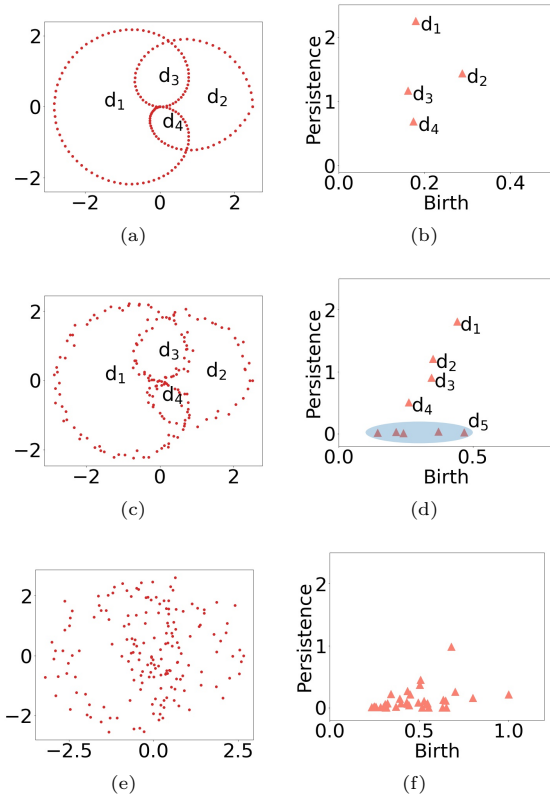 2
0
−2
−2
0
2
d1
d2
d3
d4
(a)
Persistence
2
1
0
0.0
0.2
0.4
Birth
d1
d2
d3
d4
(b)
2
0
−2
−2
0
2
d1
d2
d3
d4
(c)
Persistence
2
1
0
0.0
0.5
Birth
d1
d2
d3
d4
d5
(d)
2
0
−2
−2.5
0.0
2.5
(e)
Persistence
2
1
0
0.0
0.5
1.0
Birth
(f)